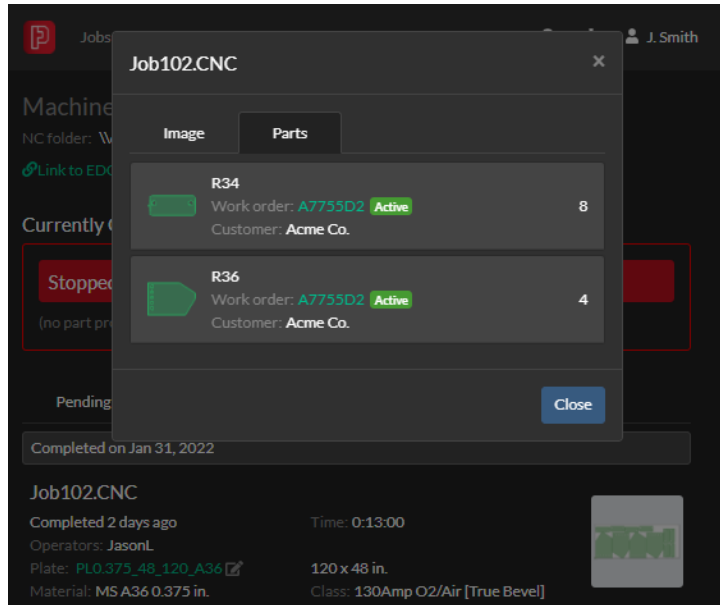 Jobs
J. Smith
Job102.CNC
×
Machine
NC folder: \\
Image Parts
Link to EDG
R34
Work order: A7755D2 Active
8
Customer: Acme Co.
Currently
R36
Stopped
Work order: A7755D2 Active
4
(no part pr
Customer: Acme Co.
Pending
Close
Completed on Jan 31, 2022
Job102.CNC
Completed 2 days ago Time: 0:13:00
Operators: JasonL
Plate: PL0.375_48_120_A36 120 x 48 in.
Material: MS A36 0.375 in. Class: 130Amp O2/Air [True Bevel]